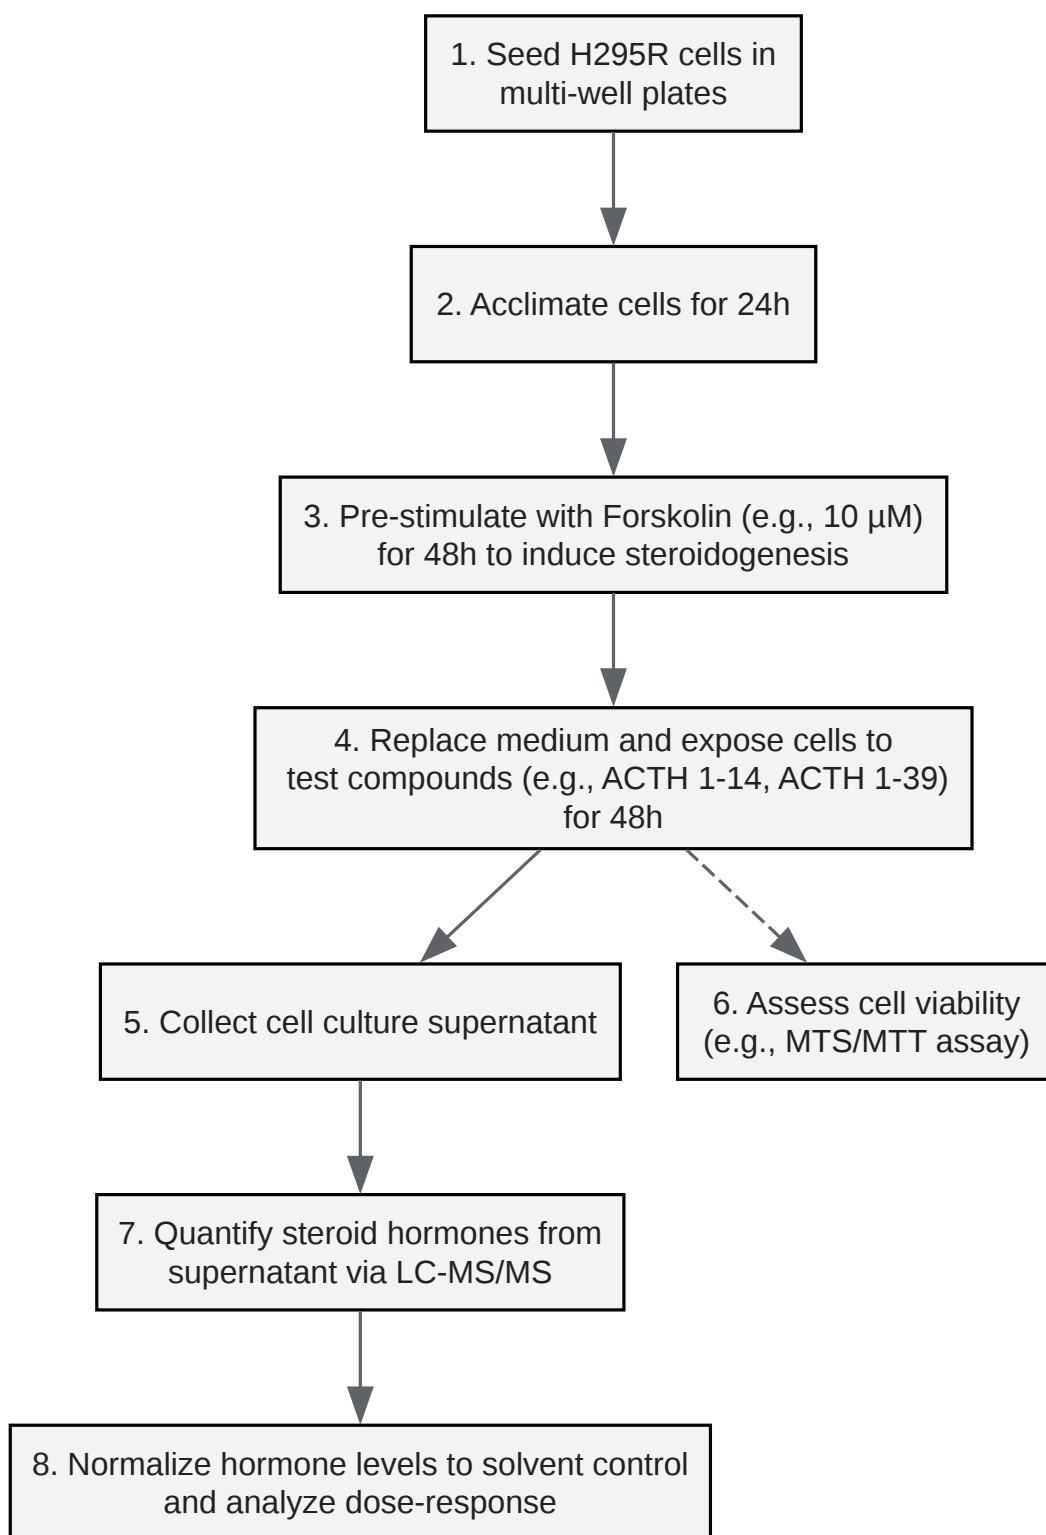 1. Seed H295R cells in
multi-well plates
2. Acclimate cells for 24h
3. Pre-stimulate with Forskolin (e.g., 10 µM)
for 48h to induce steroidogenesis
4. Replace medium and expose cells to
test compounds (e.g., ACTH 1-14, ACTH 1-39)
for 48h
5. Collect cell culture supernatant
6. Assess cell viability
(e.g., MTS/MTT assay)
7. Quantify steroid hormones from
supernatant via LC-MS/MS
8. Normalize hormone levels to solvent control
and analyze dose-response